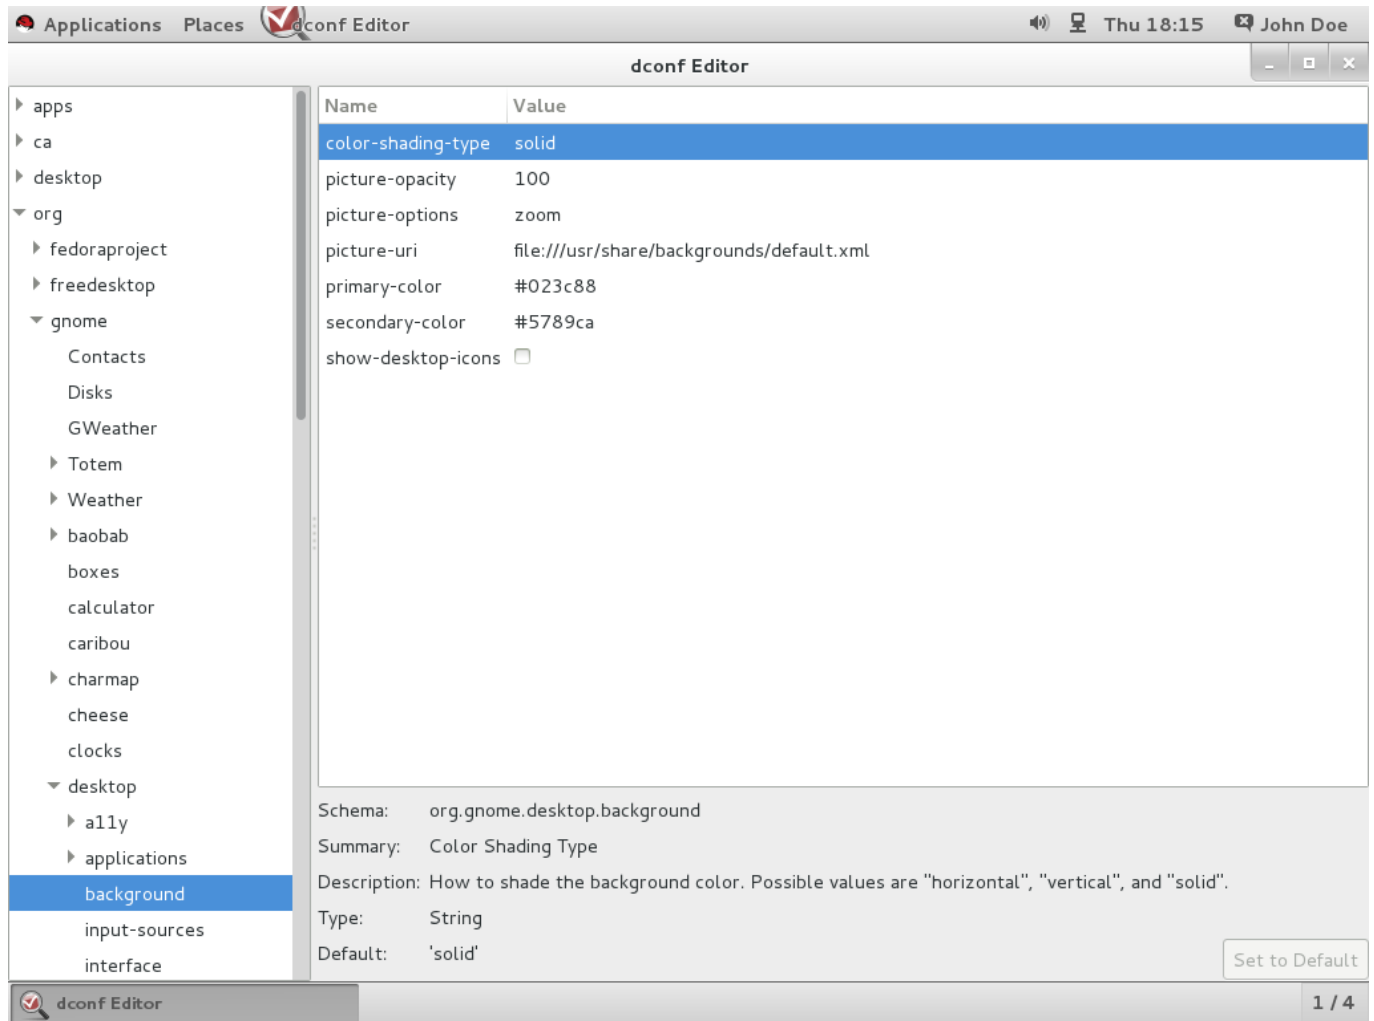 Applications Places dconf Editor Thu 18:15 John Doe
dconf Editor
apps
ca
desktop
org
fedoraproject
freedesktop
gnome
Contacts
Disks
GWeather
Totem
Weather
baobab
boxes
calculator
caribou
charmap
cheese
clocks
desktop
a11y
applications
background
input-sources
interface
Name Value
color-shading-type solid
picture-opacity 100
picture-options zoom
picture-uri file:///usr/share/backgrounds/default.xml
primary-color #023c88
secondary-color #5789ca
show-desktop-icons
Schema: org.gnome.desktop.background
Summary: Color Shading Type
Description: How to shade the background color. Possible values are "horizontal", "vertical", and "solid".
Type: String
Default: 'solid'
Set to Default
dconf Editor 1 / 4